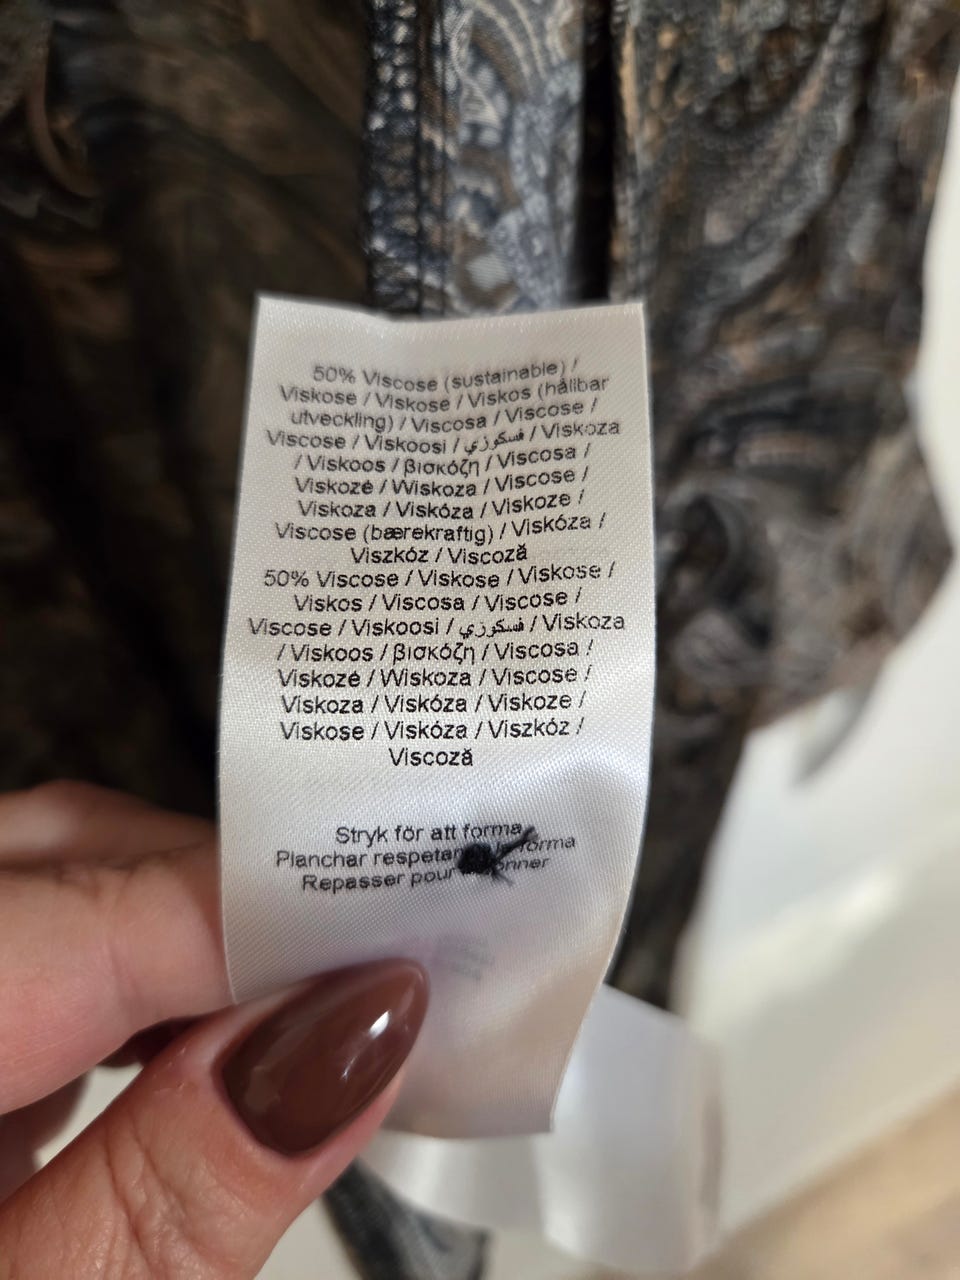 50% Viscose (sustainable) /
Viskose / Viskose / Viskos (hållbar
utveckling) / Viscosa / Viscose /
Viscose / Viskoosi / فسكوزي / Viskoza
/ Viskoos / βισκόζη / Viscosa /
Viskozė / Wiskoza / Viscose /
Viskoza / Viskóza / Viskoze /
Viscose (bærekraftig) / Viskóza /
Viszkóz / Viscoză
50% Viscose / Viskose / Viskose /
Viskos / Viscosa / Viscose /
Viscose / Viskoosi / فسكوزي / Viskoza
/ Viskoos / βισκόζη / Viscosa /
Viskozė / Wiskoza / Viscose /
Viskoza / Viskóza / Viskoze /
Viskose / Viskóza / Viszkóz /
Viscoză
Stryk för att forma
Planchar forma
Repasser pour